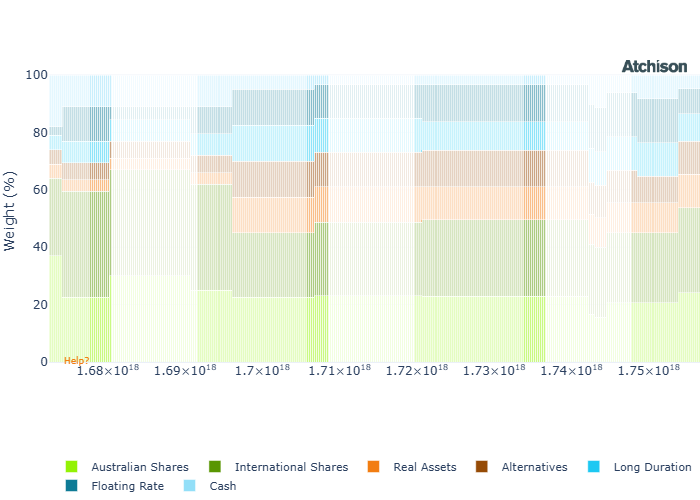 Atchison
100
80
60
40
20
0
Weight (%)
Help?
1.68×10¹⁸ 1.69×10¹⁸ 1.7×10¹⁸ 1.71×10¹⁸ 1.72×10¹⁸ 1.73×10¹⁸ 1.74×10¹⁸ 1.75×10¹⁸
Australian Shares International Shares Real Assets Alternatives Long Duration
Floating Rate Cash